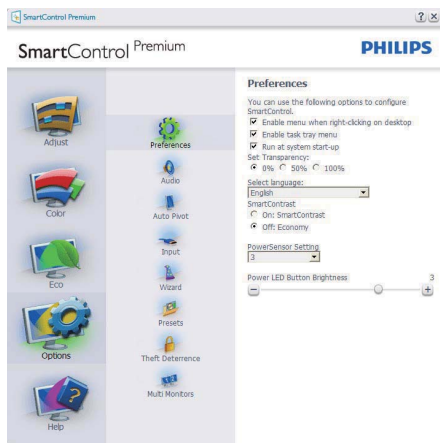 SmartControl Premium
SmartControl Premium
PHILIPS
Adjust
Color
Eco
Options
Help
Preferences
Audio
Auto Pivot
Input
Wizard
Presets
Theft Deterrence
Multi Monitors
Preferences
You can use the following options to configure
SmartControl.
Enable menu when right-clicking on desktop
Enable task tray menu
Run at system start-up
Set Transparency:
0% 50% 100%
Select language:
English
SmartContrast
On: SmartContrast
Off: Economy
PowerSensor Setting
3
Power LED Button Brightness 3